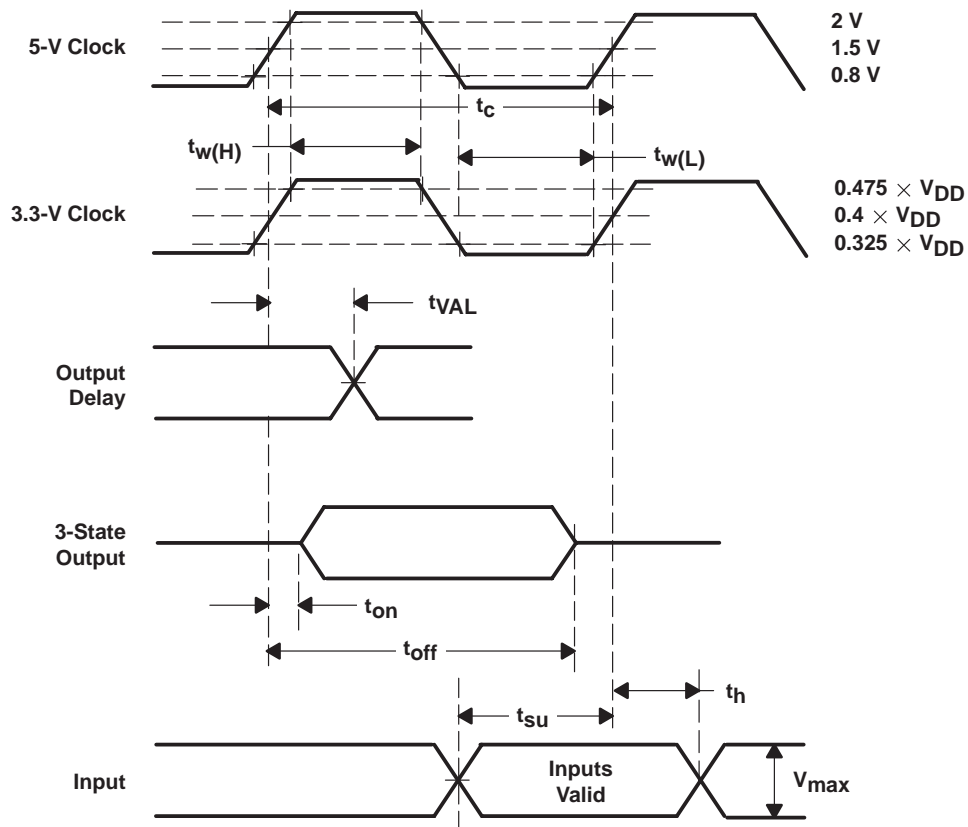 2 V
5-V Clock
1.5 V
0.8 V
tc
tw(H)
tw(L)
0.475 × VDD
3.3-V Clock
0.4 × VDD
0.325 × VDD
tVAL
Output
Delay
3-State
Output
ton
toff
th
tsu
Input
Inputs
Valid
Vmax